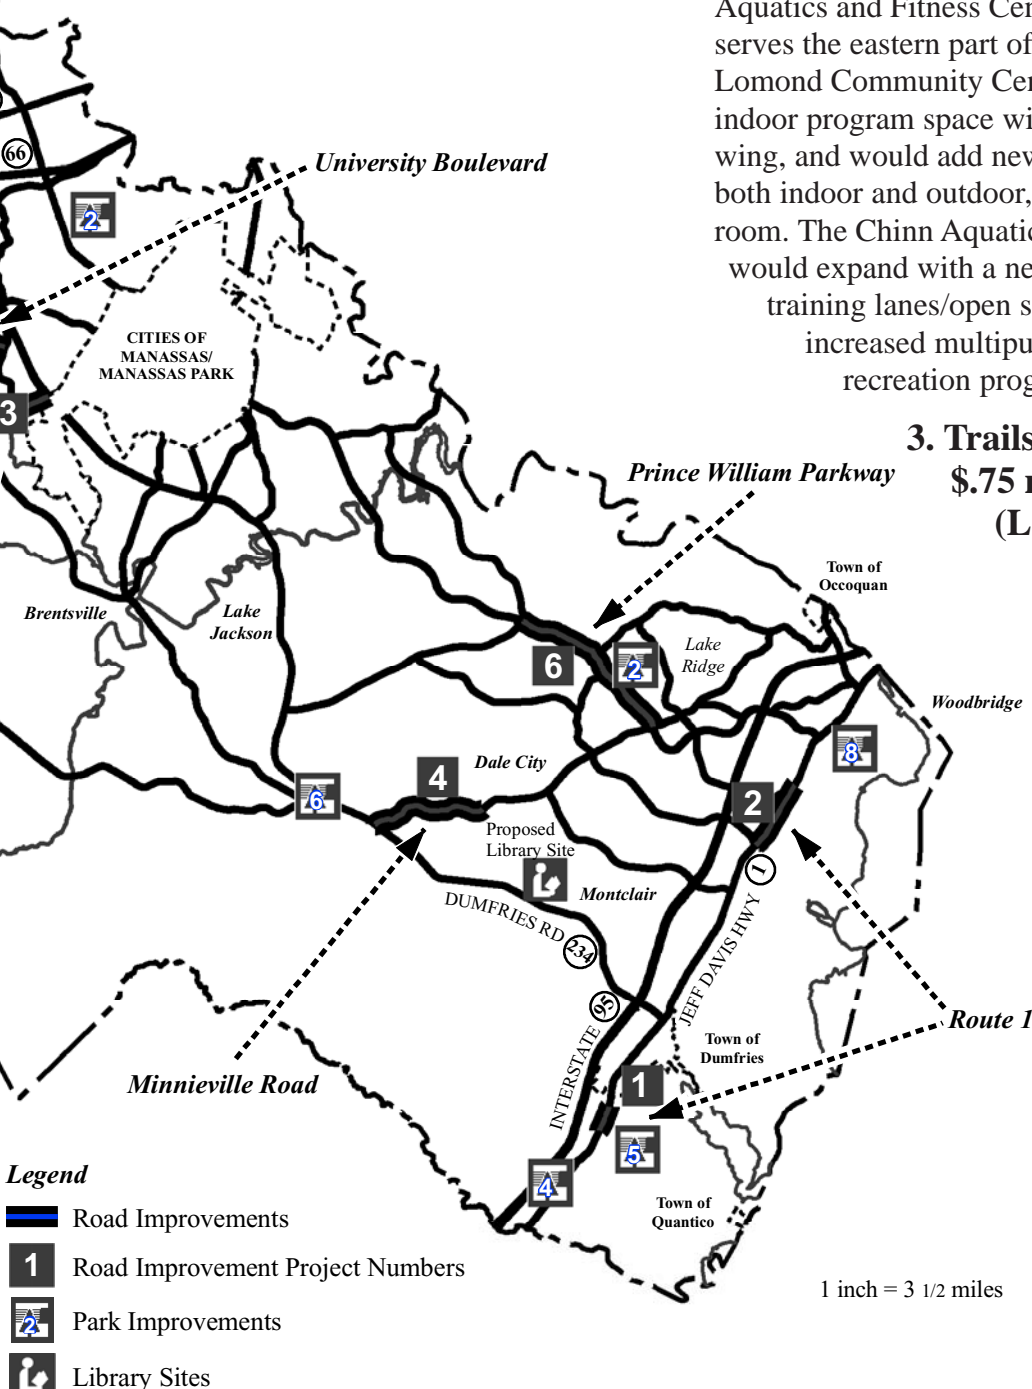 Aquatics and Fitness Cen
serves the eastern part of
Lomond Community Cen
indoor program space wi
wing, and would add new
both indoor and outdoor,
room. The Chinn Aquatic
would expand with a ne
training lanes/open s
increased multipu
recreation prog
3. Trails
$.75
(L
66
University Boulevard
2
CITIES OF
MANASSAS/
MANASSAS PARK
3
Prince William Parkway
Town of
Occoquan
Brentsville
Lake
Jackson
Lake
Ridge
6
2
Woodbridge
8
Dale City
4
6
2
Proposed
Library Site
1
Montclair
DUMFRIES RD
234
JEFF DAVIS HWY
95
INTERSTATE
Route 1
Town of
Dumfries
Minnieville Road
1
5
4
Town of
Quantico
Legend
Road Improvements
1 Road Improvement Project Numbers
2 Park Improvements
Library Sites
1 inch = 3 1/2 miles